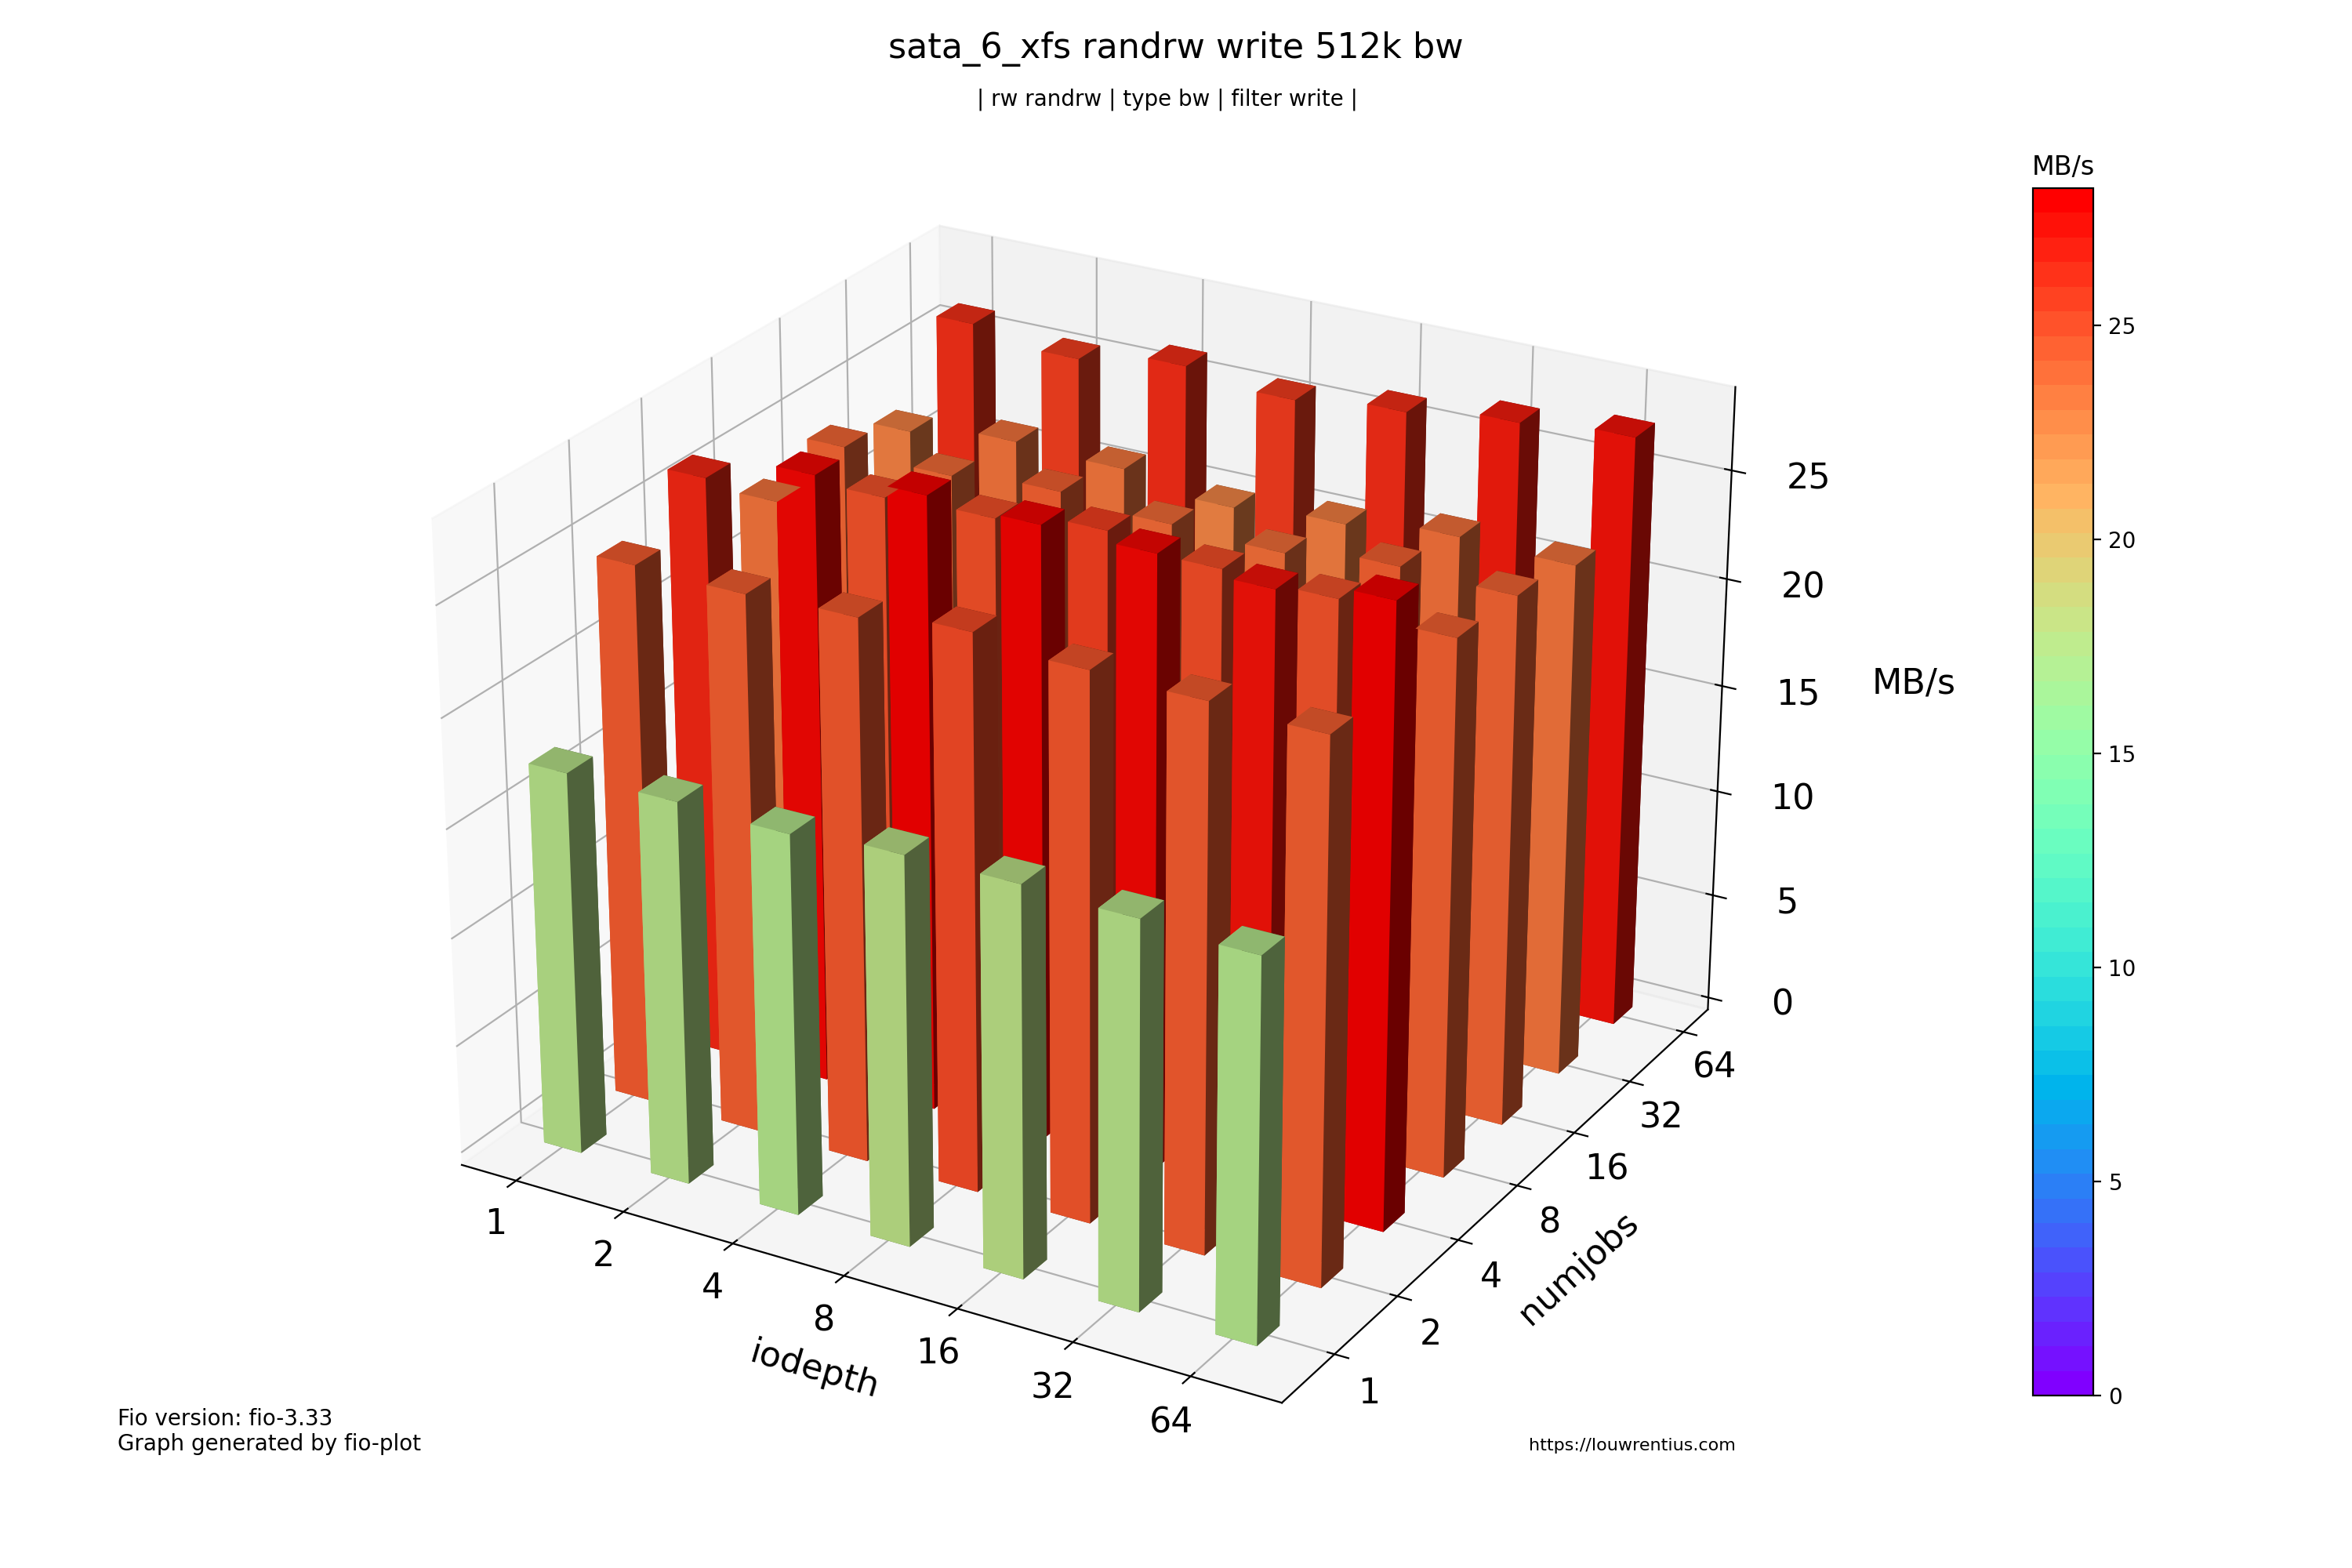 sata_6_xfs randrw write 512k bw
| rw randrw | type bw | filter write |
MB/s
25
20
15
10
5
0
MB/s
25
20
15
10
5
0
1
2
4
8
16
32
64
iodepth
1
2
4
8
16
32
64
numjobs
Fio version: fio-3.33
Graph generated by fio-plot
https://louwrentius.com